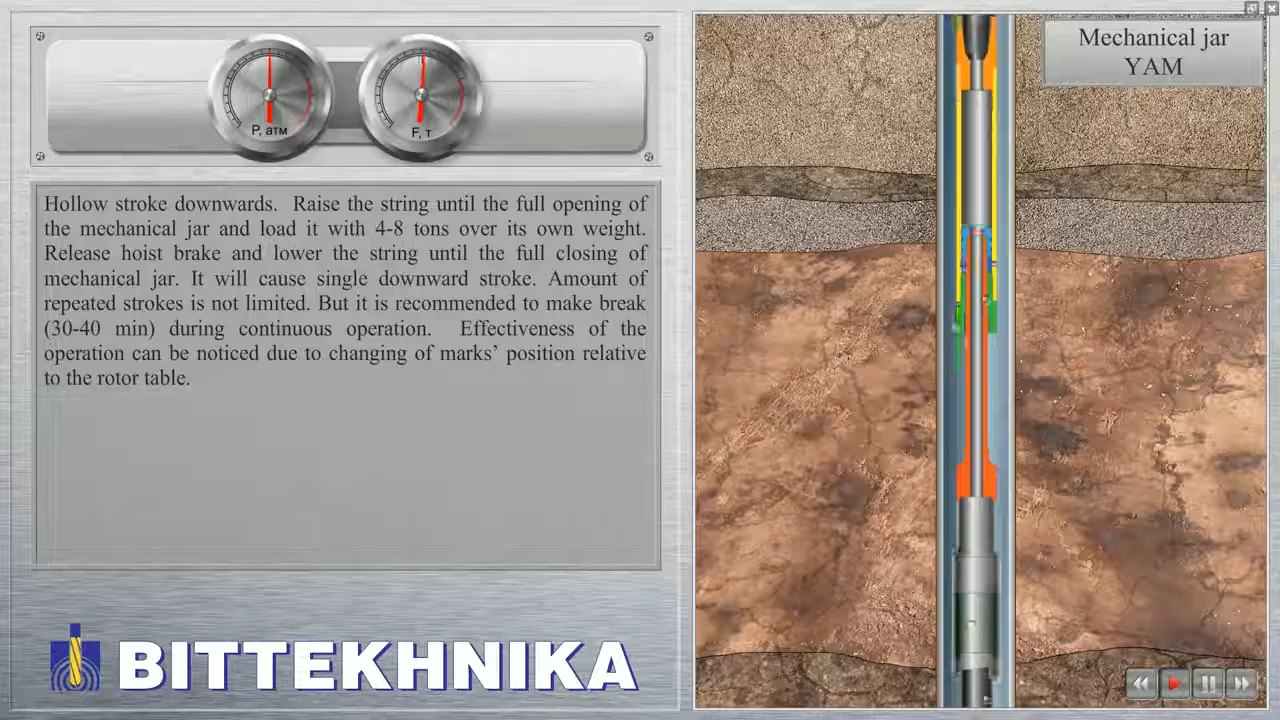 P, атм
F, т
Mechanical jar
YAM
Hollow stroke downwards. Raise the string until the full opening of
the mechanical jar and load it with 4-8 tons over its own weight.
Release hoist brake and lower the string until the full closing of
mechanical jar. It will cause single downward stroke. Amount of
repeated strokes is not limited. But it is recommended to make break
(30-40 min) during continuous operation. Effectiveness of the
operation can be noticed due to changing of marks’ position relative
to the rotor table.
BITTEKHNIKA